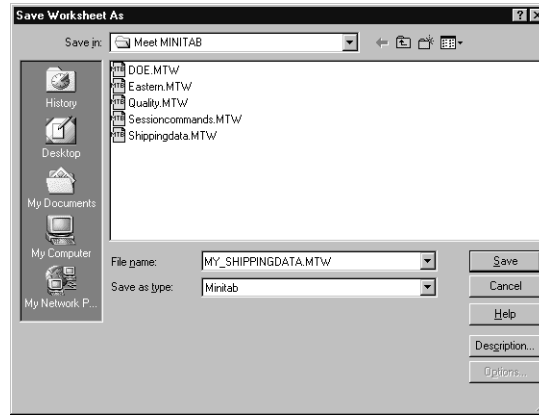 Save Worksheet As
Save in: Meet MINITAB
History
Desktop
My Documents
My Computer
My Network P...
DOE.MTW
Eastern.MTW
Quality.MTW
Sessioncommands.MTW
Shippingdata.MTW
File name: MY_SHIPPINGDATA.MTW
Save as type: Minitab
Save
Cancel
Help
Description...
Options...